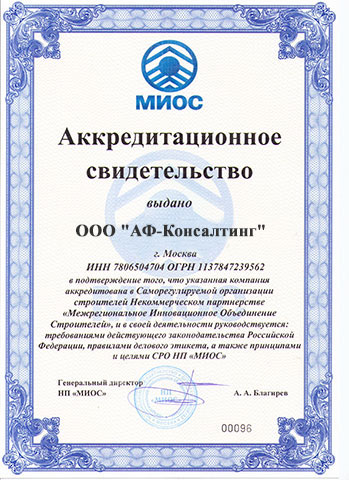 МИОС
Аккредитационное
свидетельство
выдано
ООО "АФ-Консалтинг"
г. Москва
ИНН 7806504704 ОГРН 1137847239562
в подтверждение того, что указанная компания
аккредитована в Саморегулируемой организации
строителей Некоммерческом партнерстве
«Межрегиональное Инновационное Объединение
Строителей», и в своей деятельности руководствуется:
требованиями действующего законодательства Российской
Федерации, правилами делового этикета, а также принципами
и целями СРО НП «МИОС»
Генеральный директор
НП «МИОС»
А. А. Благирев
00096